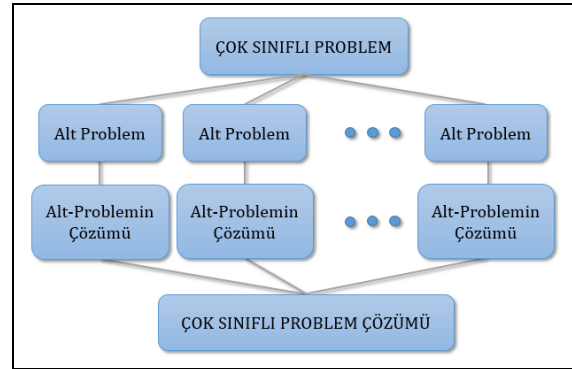 ÇOK SINIFLI PROBLEM
Alt Problem
Alt Problem
Alt Problem
Alt-Problemin
Çözümü
Alt-Problemin
Çözümü
Alt-Problemin
Çözümü
ÇOK SINIFLI PROBLEM ÇÖZÜMÜ